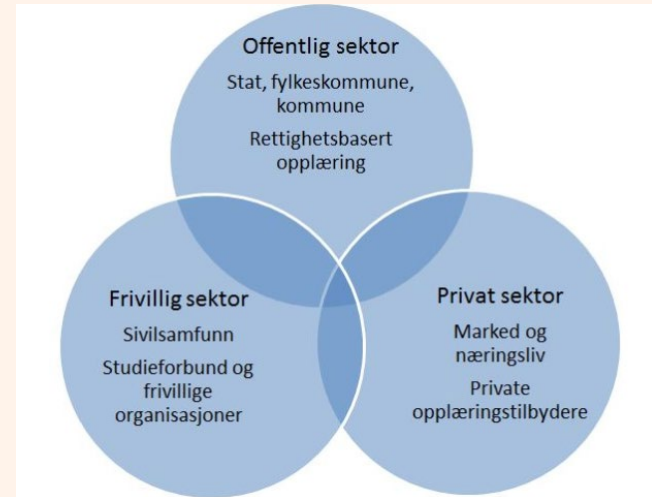 Offentlig sektor
Stat, fylkeskommune,
kommune
Rettighetsbasert
opplæring
Frivillig sektor
Sivilsamfunn
Studieforbund og
frivillige
organisasjoner
Privat sektor
Marked og
næringsliv
Private
opplæringstilbydere